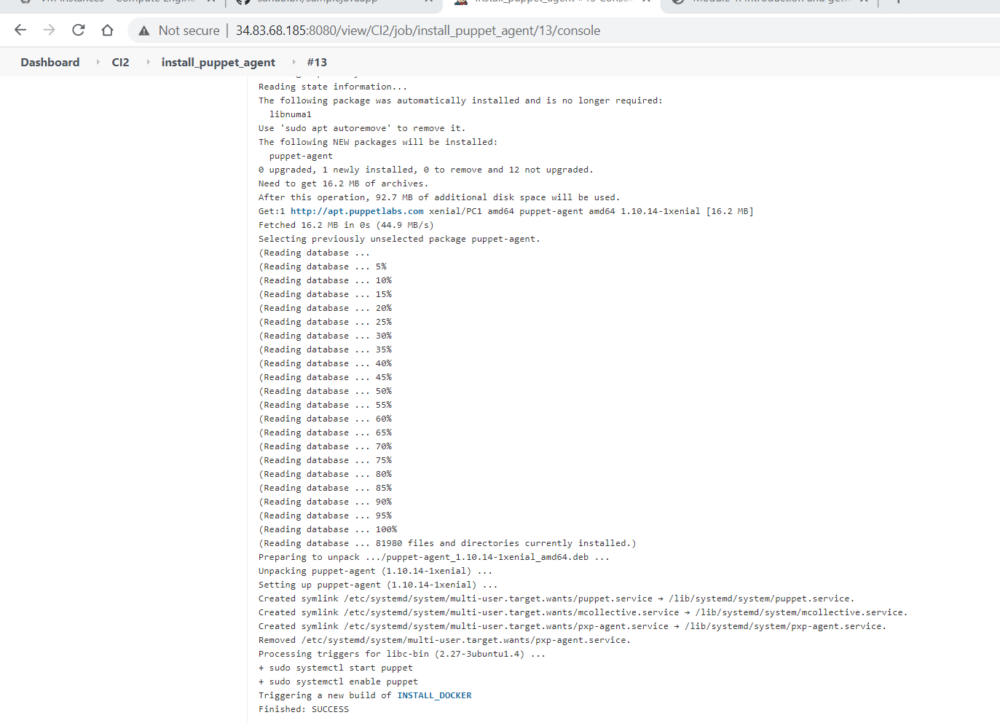 Not secure | 34.83.68.185:8080/view/CI2/job/install_puppet_agent/13/console
Dashboard CI2 install_puppet_agent #13
Reading state information...
The following package was automatically installed and is no longer required:
libnuma1
Use 'sudo apt autoremove' to remove it.
The following NEW packages will be installed:
puppet-agent
0 upgraded, 1 newly installed, 0 to remove and 12 not upgraded.
Need to get 16.2 MB of archives.
After this operation, 92.7 MB of additional disk space will be used.
Get:1 http://apt.puppetlabs.com xenial/PC1 amd64 puppet-agent amd64 1.10.14-1xenial [16.2 MB]
Fetched 16.2 MB in 0s (44.9 MB/s)
Selecting previously unselected package puppet-agent.
(Reading database ...
(Reading database ... 5%
(Reading database ... 10%
(Reading database ... 15%
(Reading database ... 20%
(Reading database ... 25%
(Reading database ... 30%
(Reading database ... 35%
(Reading database ... 40%
(Reading database ... 45%
(Reading database ... 50%
(Reading database ... 55%
(Reading database ... 60%
(Reading database ... 65%
(Reading database ... 70%
(Reading database ... 75%
(Reading database ... 80%
(Reading database ... 85%
(Reading database ... 90%
(Reading database ... 95%
(Reading database ... 100%
(Reading database ... 81980 files and directories currently installed.)
Preparing to unpack .../puppet-agent_1.10.14-1xenial_amd64.deb ...
Unpacking puppet-agent (1.10.14-1xenial) ...
Setting up puppet-agent (1.10.14-1xenial) ...
Created symlink /etc/systemd/system/multi-user.target.wants/puppet.service → /lib/systemd/system/puppet.service.
Created symlink /etc/systemd/system/multi-user.target.wants/mcollective.service → /lib/systemd/system/mcollective.service.
Created symlink /etc/systemd/system/multi-user.target.wants/pxp-agent.service → /lib/systemd/system/pxp-agent.service.
Removed /etc/systemd/system/multi-user.target.wants/pxp-agent.service.
Processing triggers for libc-bin (2.27-3ubuntu1.4) ...
+ sudo systemctl start puppet
+ sudo systemctl enable puppet
Triggering a new build of INSTALL_DOCKER
Finished: SUCCESS